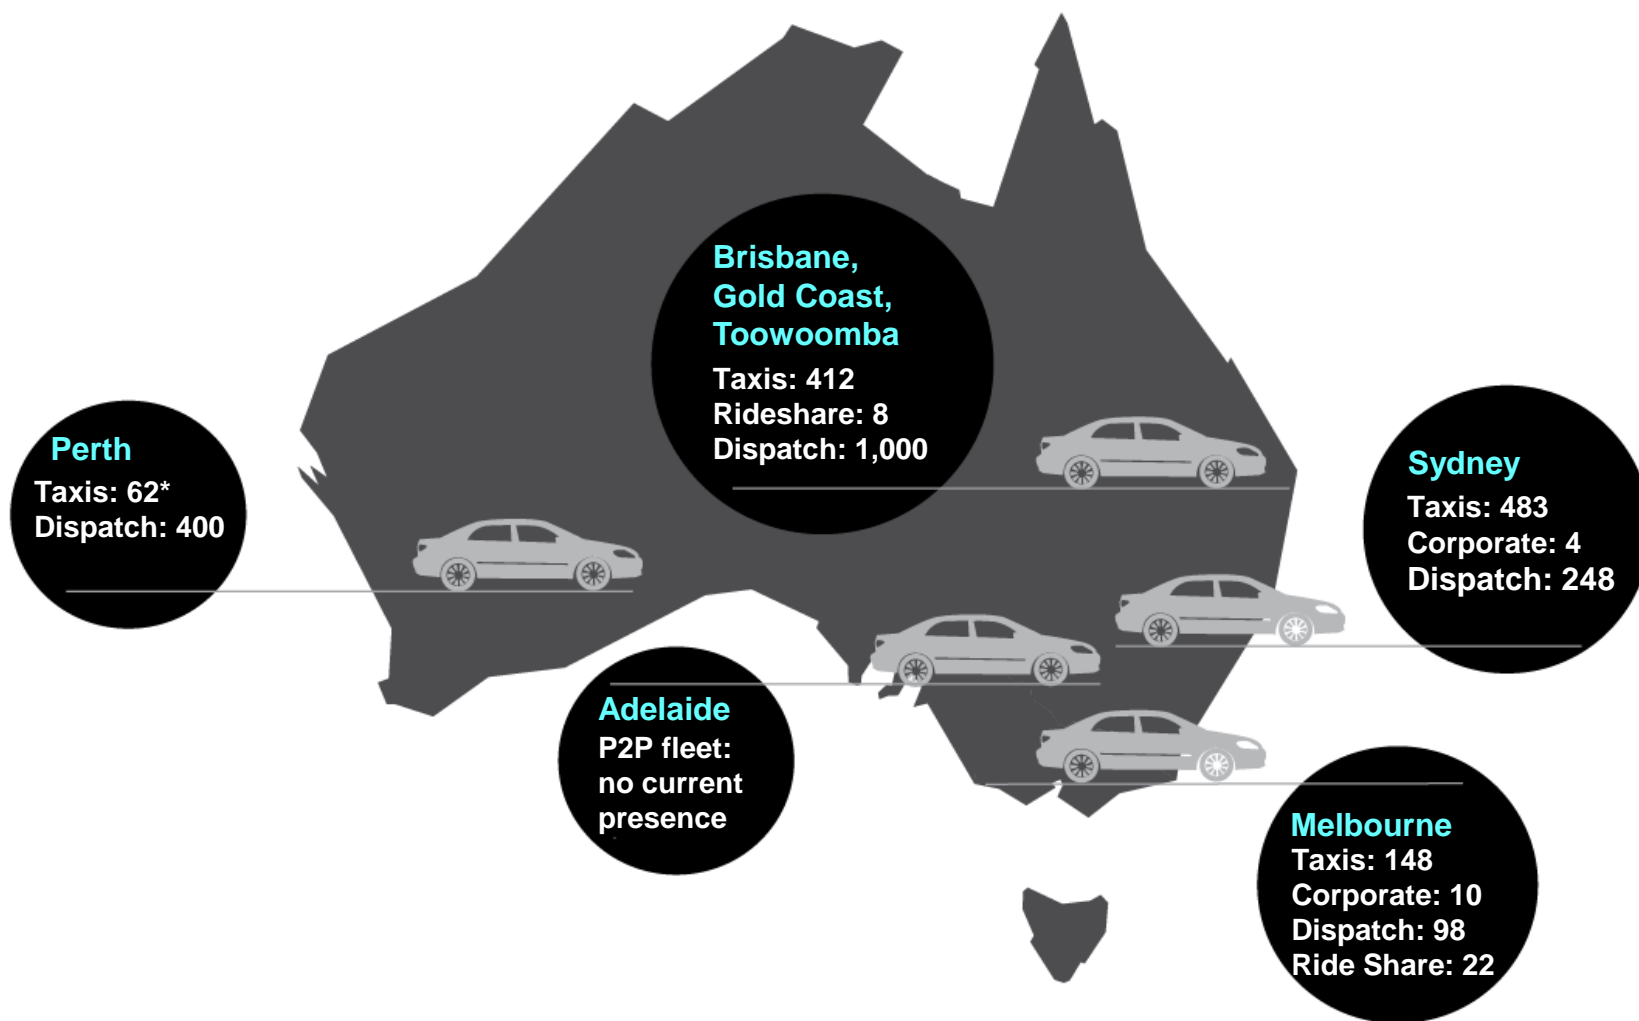 Brisbane,
Gold Coast,
Toowoomba
Taxis: 412
Rideshare: 8
Dispatch: 1,000
Perth
Taxis: 62*
Dispatch: 400
Sydney
Taxis: 483
Corporate: 4
Dispatch: 248
Adelaide
P2P fleet:
no current
presence
Melbourne
Taxis: 148
Corporate: 10
Dispatch: 98
Ride Share: 22